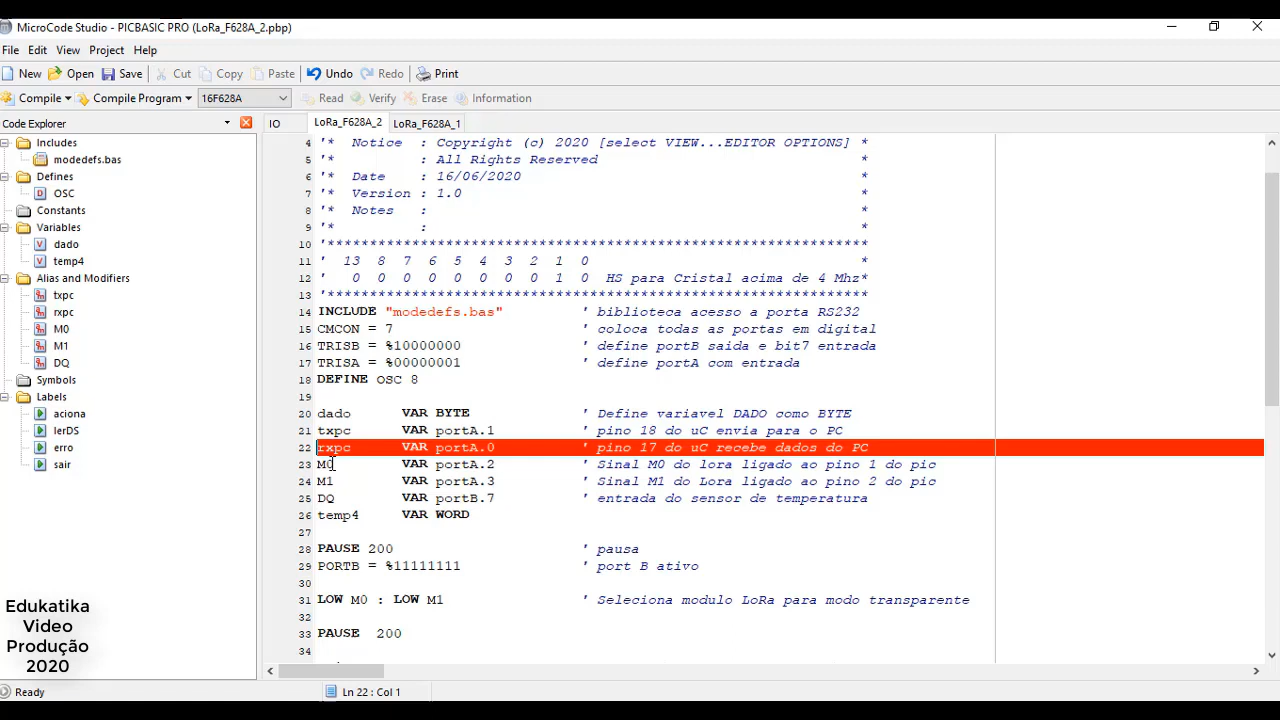 MicroCode Studio - PICBASIC PRO (LoRa_F628A_2.pbp)
File Edit View Project Help
New Open Save Cut Copy Paste Undo Redo Print
Compile Compile Program 16F628A Read Verify Erase Information
Code Explorer
IO LoRa_F628A_2 LoRa_F628A_1
Includes
modedefs.bas
Defines
OSC
Constants
Variables
dado
temp4
Alias and Modifiers
txpc
rxpc
M0
M1
DQ
Symbols
Labels
aciona
lerDS
erro
sair
4 '* Notice : Copyright (c) 2020 [select VIEW...EDITOR OPTIONS] *
5 '* : All Rights Reserved *
6 '* Date : 16/06/2020 *
7 '* Version : 1.0 *
8 '* Notes : *
9 '* : *
10 '****************************************************************
11 ' 13 8 7 6 5 4 3 2 1 0 *
12 ' 0 0 0 0 0 0 0 0 1 0 HS para Cristal acima de 4 Mhz*
13 '****************************************************************
14 INCLUDE "modedefs.bas" ' biblioteca acesso a porta RS232
15 CMCON = 7 ' coloca todas as portas em digital
16 TRISB = %10000000 ' define portB saida e bit7 entrada
17 TRISA = %00000001 ' define portA com entrada
18 DEFINE OSC 8
19
20 dado VAR BYTE ' Define variavel DADO como BYTE
21 txpc VAR portA.1 ' pino 18 do uC envia para o PC
22 rxpc VAR portA.0 ' pino 17 do uC recebe dados do PC
23 M0 VAR portA.2 ' Sinal M0 do lora ligado ao pino 1 do pic
24 M1 VAR portA.3 ' Sinal M1 do Lora ligado ao pino 2 do pic
25 DQ VAR portB.7 ' entrada do sensor de temperatura
26 temp4 VAR WORD
27
28 PAUSE 200 ' pausa
29 PORTB = %11111111 ' port B ativo
30
31 LOW M0 : LOW M1 ' Seleciona modulo LoRa para modo transparente
32
33 PAUSE 200
34
Edukatika
Video
Produção
2020
Ready Ln 22 : Col 1